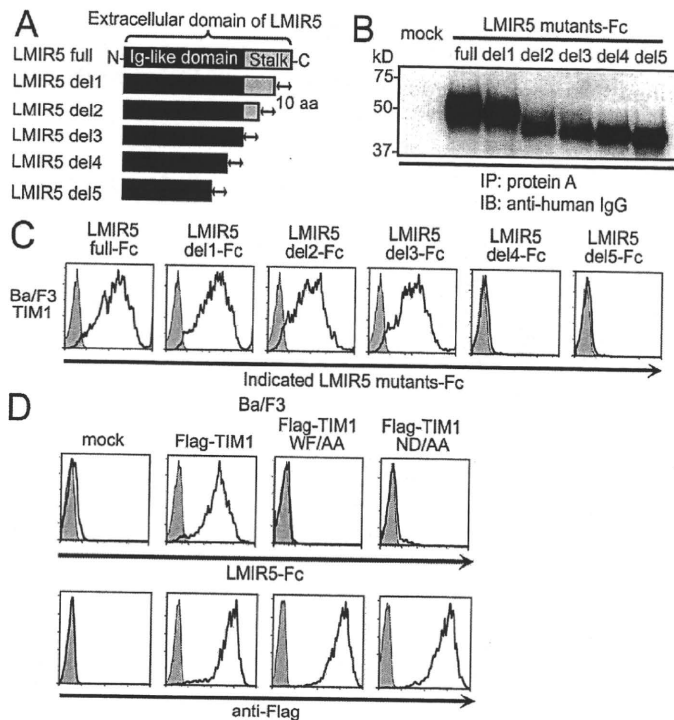 A
Extracellular domain of LMIR5
LMIR5 full N- Ig-like domain Stalk -C
LMIR5 del1
10 aa
LMIR5 del2
LMIR5 del3
LMIR5 del4
LMIR5 del5
B
LMIR5 mutants-Fc
mock
kD full del1 del2 del3 del4 del5
75-
50-
37-
IP: protein A
IB: anti-human IgG
C
LMIR5 full-Fc
LMIR5 del1-Fc
LMIR5 del2-Fc
LMIR5 del3-Fc
LMIR5 del4-Fc
LMIR5 del5-Fc
Ba/F3
TIM1
Indicated LMIR5 mutants-Fc
D
Ba/F3
mock
Flag-TIM1
Flag-TIM1 WF/AA
Flag-TIM1 ND/AA
LMIR5-Fc
anti-Flag